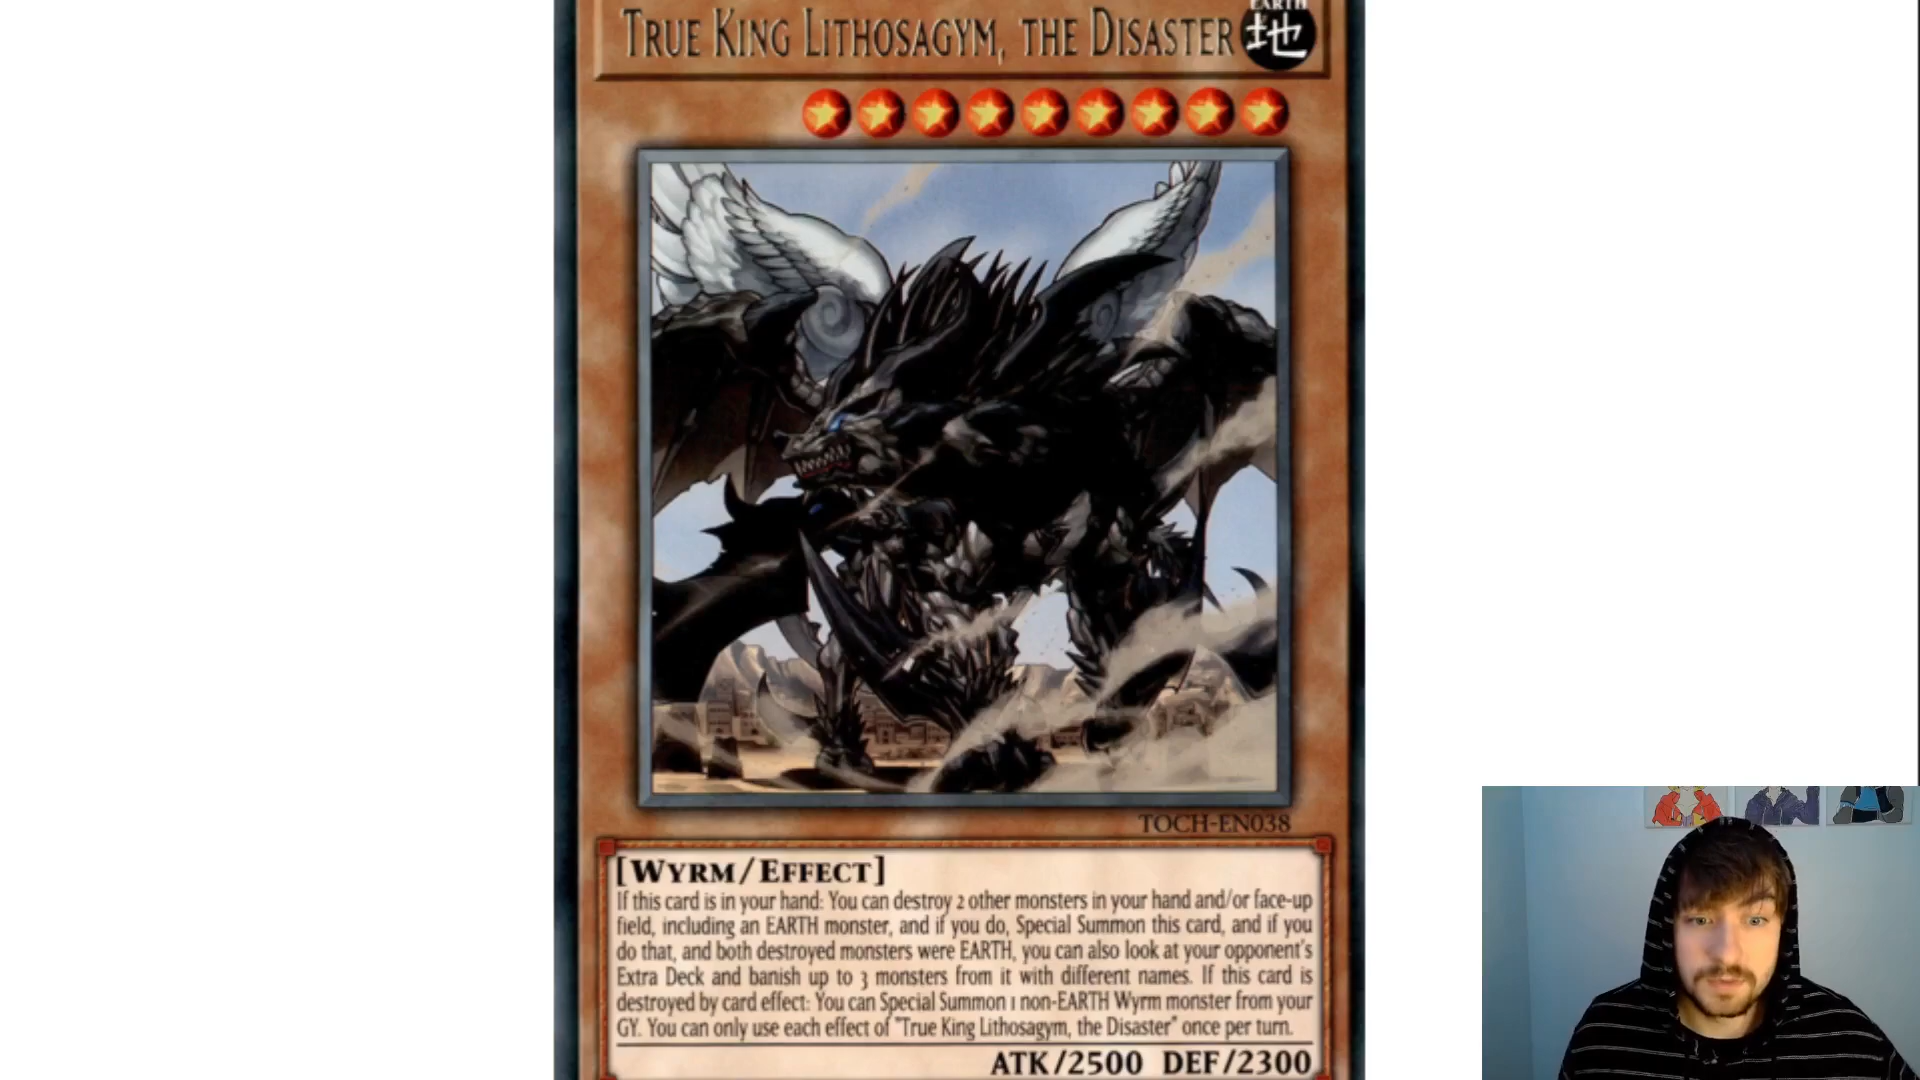 TRUE KING LITHOSAGYM, THE DISASTER
EARTH
地
TOCH-EN038
[WYRM/EFFECT]
If this card is in your hand: You can destroy 2 other monsters in your hand and/or face-up
field, including an EARTH monster, and if you do, Special Summon this card, and if you
do that, and both destroyed monsters were EARTH, you can also look at your opponent's
Extra Deck and banish up to 3 monsters from it with different names. If this card is
destroyed by card effect: You can Special Summon 1 non-EARTH Wyrm monster from your
GY. You can only use each effect of "True King Lithosagym, the Disaster" once per turn.
ATK/2500 DEF/2300